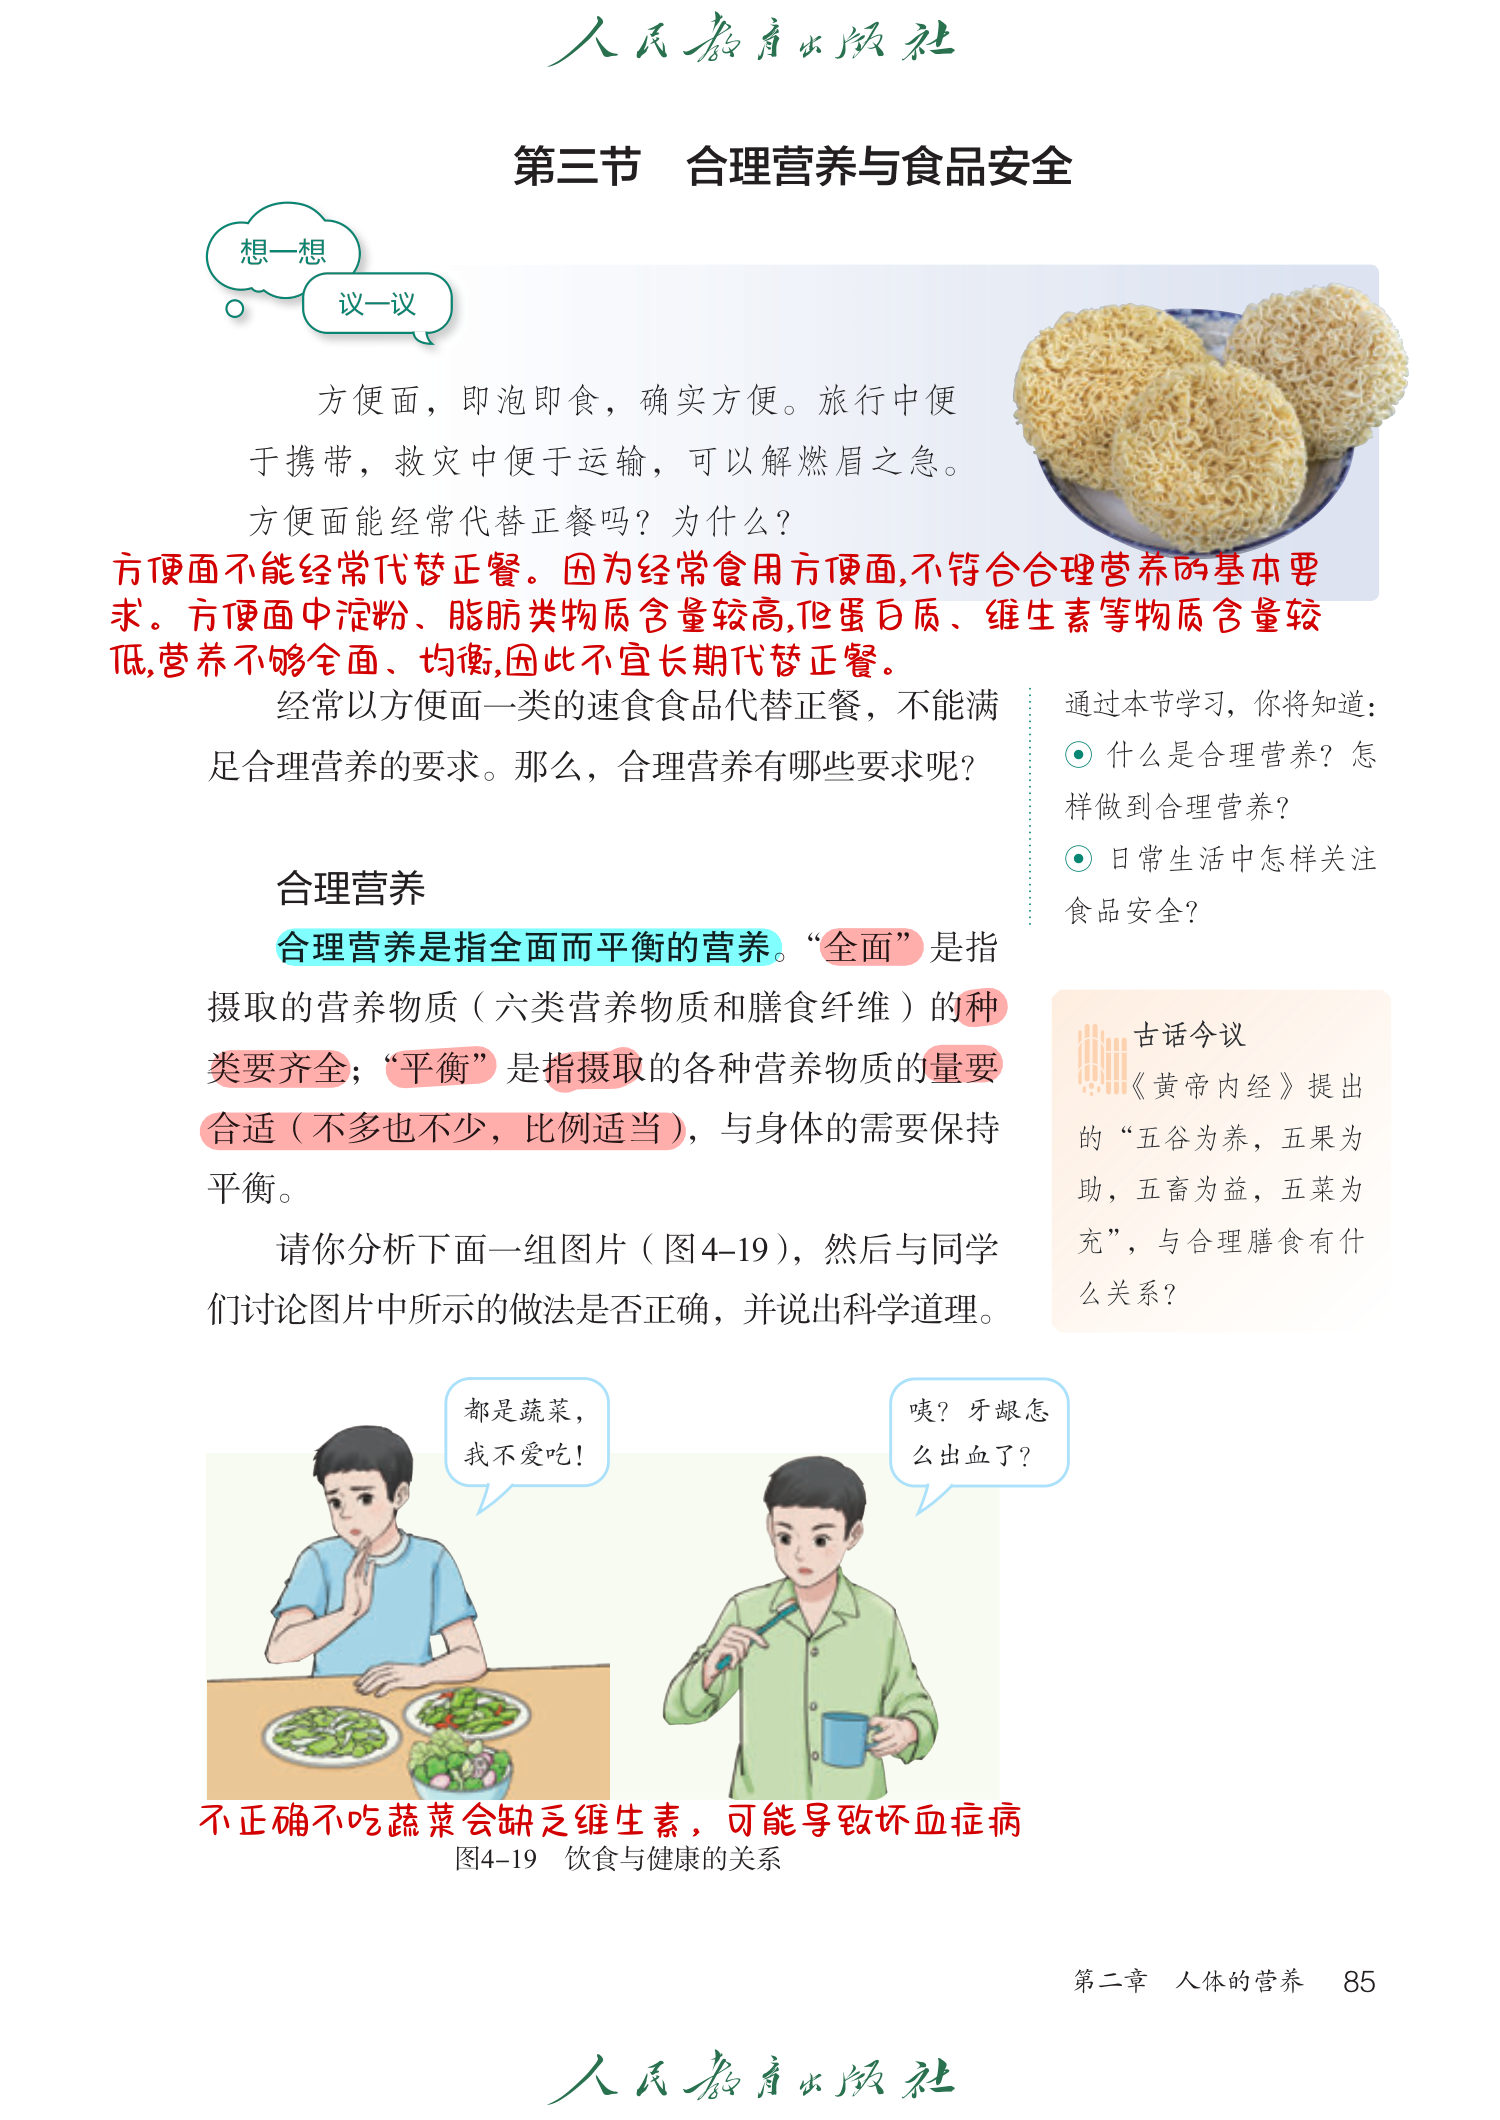 人民教育出版社
第三节 合理营养与食品安全
想一想
议一议
方便面，即泡即食，确实方便。旅行中便
于携带，救灾中便于运输，可以解燃眉之急。
方便面能经常代替正餐吗？为什么？
方便面不能经常代替正餐。因为经常食用方便面,不符合合理营养的基本要
求。方便面中淀粉、脂肪类物质含量较高,但蛋白质、维生素等物质含量较
低,营养不够全面、均衡,因此不宜长期代替正餐。
经常以方便面一类的速食食品代替正餐，不能满
足合理营养的要求。那么，合理营养有哪些要求呢？
通过本节学习，你将知道：
什么是合理营养？怎
样做到合理营养？
日常生活中怎样关注
食品安全？
合理营养
合理营养是指全面而平衡的营养。“全面”是指
摄取的营养物质（六类营养物质和膳食纤维）的种
类要齐全；“平衡”是指摄取的各种营养物质的量要
合适（不多也不少，比例适当），与身体的需要保持
平衡。
请你分析下面一组图片（图4-19），然后与同学
们讨论图片中所示的做法是否正确，并说出科学道理。
古话今议
《黄帝内经》提出
的“五谷为养，五果为
助，五畜为益，五菜为
充”，与合理膳食有什
么关系？
都是蔬菜，
我不爱吃！
咦？牙龈怎
么出血了？
不正确不吃蔬菜会缺乏维生素，可能导致坏血症病
图4-19 饮食与健康的关系
第二章 人体的营养 85
人民教育出版社